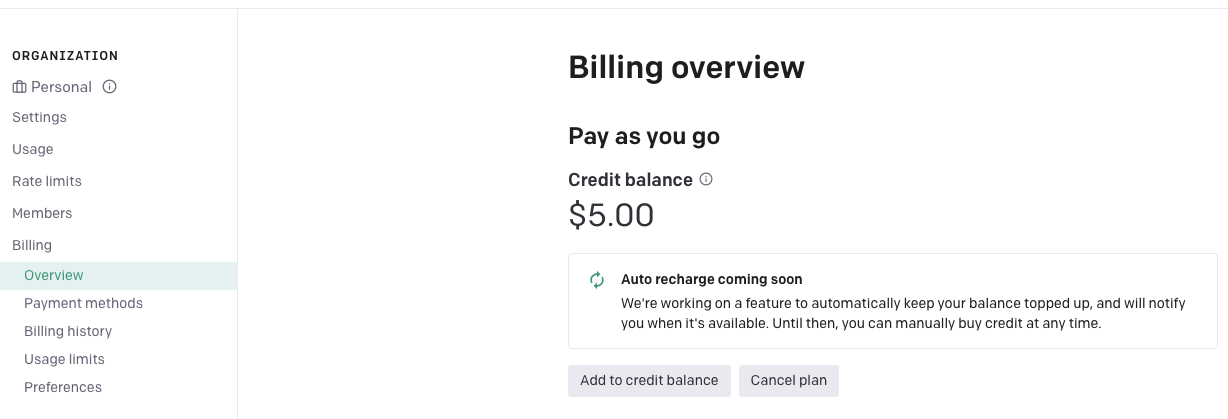 ORGANIZATION
Personal
Settings
Usage
Rate limits
Members
Billing
Overview
Payment methods
Billing history
Usage limits
Preferences
Billing overview
Pay as you go
Credit balance
$5.00
Auto recharge coming soon
We're working on a feature to automatically keep your balance topped up, and will notify
you when it's available. Until then, you can manually buy credit at any time.
Add to credit balance
Cancel plan